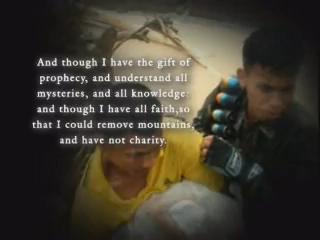 And though I have the gift of
prophecy, and understand all
mysteries, and all knowledge:
and though I have all faith,so
that I could remove mountains,
and have not charity.